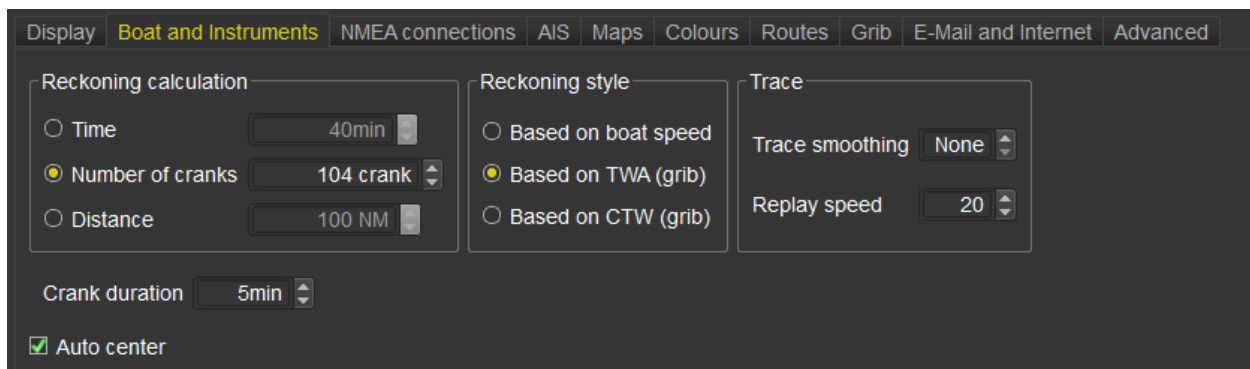 Display Boat and Instruments NMEA connections AIS Maps Colours Routes Grib E-Mail and Internet Advanced
Reckoning calculation
Time 40min
Number of cranks 104 crank
Distance 100 NM
Reckoning style
Based on boat speed
Based on TWA (grib)
Based on CTW (grib)
Trace
Trace smoothing None
Replay speed 20
Crank duration 5min
Auto center